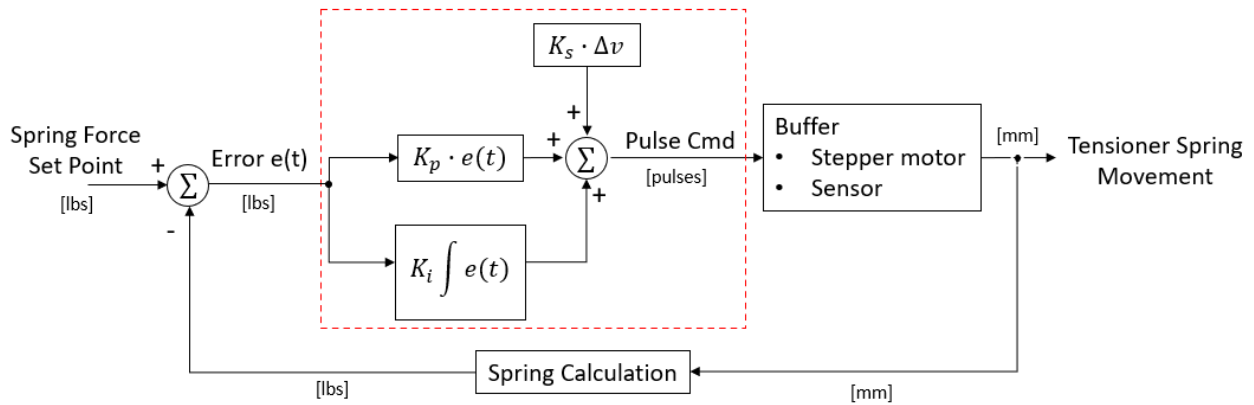 K_s · Δv
+
Spring Force
Set Point
+
Σ
-
[lbs]
Error e(t)
[lbs]
K_p · e(t)
+
Σ
+
K_i ∫ e(t)
Pulse Cmd
[pulses]
Buffer
• Stepper motor
• Sensor
[mm]
Tensioner Spring
Movement
Spring Calculation
[lbs]
[mm]